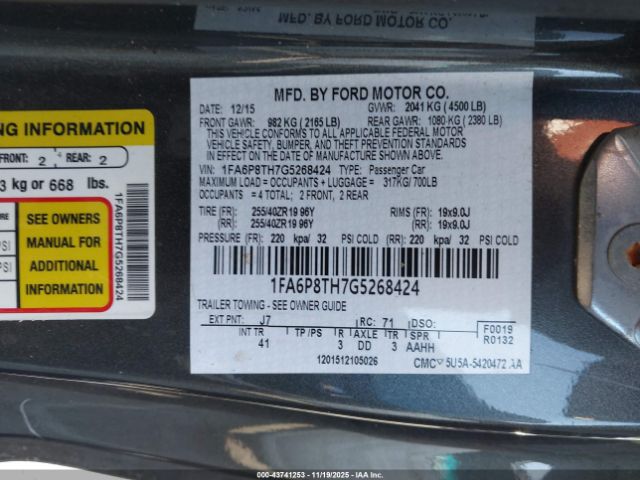 MFD. BY FORD MOTOR CO.
MFD. BY FORD MOTOR CO.
DATE: 12/15 GVWR: 2041 KG ( 4500 LB)
FRONT GAWR: 982 KG ( 2165 LB) REAR GAWR: 1080 KG ( 2380 LB)
THIS VEHICLE CONFORMS TO ALL APPLICABLE FEDERAL MOTOR
VEHICLE SAFETY, BUMPER, AND THEFT PREVENTION STANDARDS
IN EFFECT ON THE DATE OF MANUFACTURE SHOWN ABOVE.
VIN: 1FA6P8TH7G5268424 TYPE: Passenger Car
MAXIMUM LOAD = OCCUPANTS + LUGGAGE = 317KG/ 700LB
OCCUPANTS = 4 TOTAL; 2 FRONT, 2 REAR
TIRE (FR): 255/40ZR19 96Y RIMS (FR): 19x9.0J
(RR): 255/40ZR19 96Y (RR): 19x9.0J
PRESSURE (FR): 220 kpa/ 32 PSI COLD (RR): 220 kpa/ 32 PSI COLD
1FA6P8TH7G5268424
TRAILER TOWING - SEE OWNER GUIDE
EXT PNT: J7 RC: 71 DSO: F0019
INT TR TP/PS R AXLE TR SPR R0132
41 3 DD 3 AAHH
1201512105026 CMC 5U5A-5420472 AA
NG INFORMATION
FRONT: 2 REAR: 2
3 kg or 668 lbs.
SEE OWNERS
MANUAL FOR
ADDITIONAL
INFORMATION
PSI
PSI
1FA6P8TH7G5268424
00-43741253 - 11/19/2025 - IAAcanada